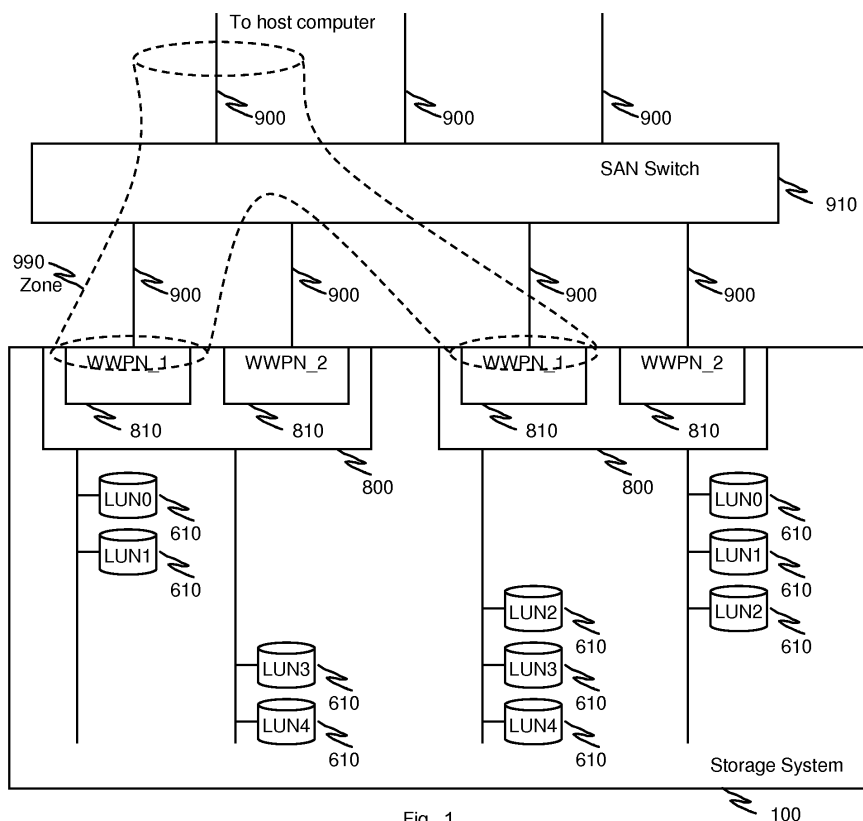 To host computer
900
900
900
SAN Switch
910
990
Zone
900
900
900
900
WWPN_1
WWPN_2
WWPN_1
WWPN_2
810
810
810
810
800
800
LUN0
610
LUN0
610
LUN1
610
LUN1
610
LUN2
610
LUN2
610
LUN3
610
LUN3
610
LUN4
610
LUN4
610
Storage System
100
Fig. 1